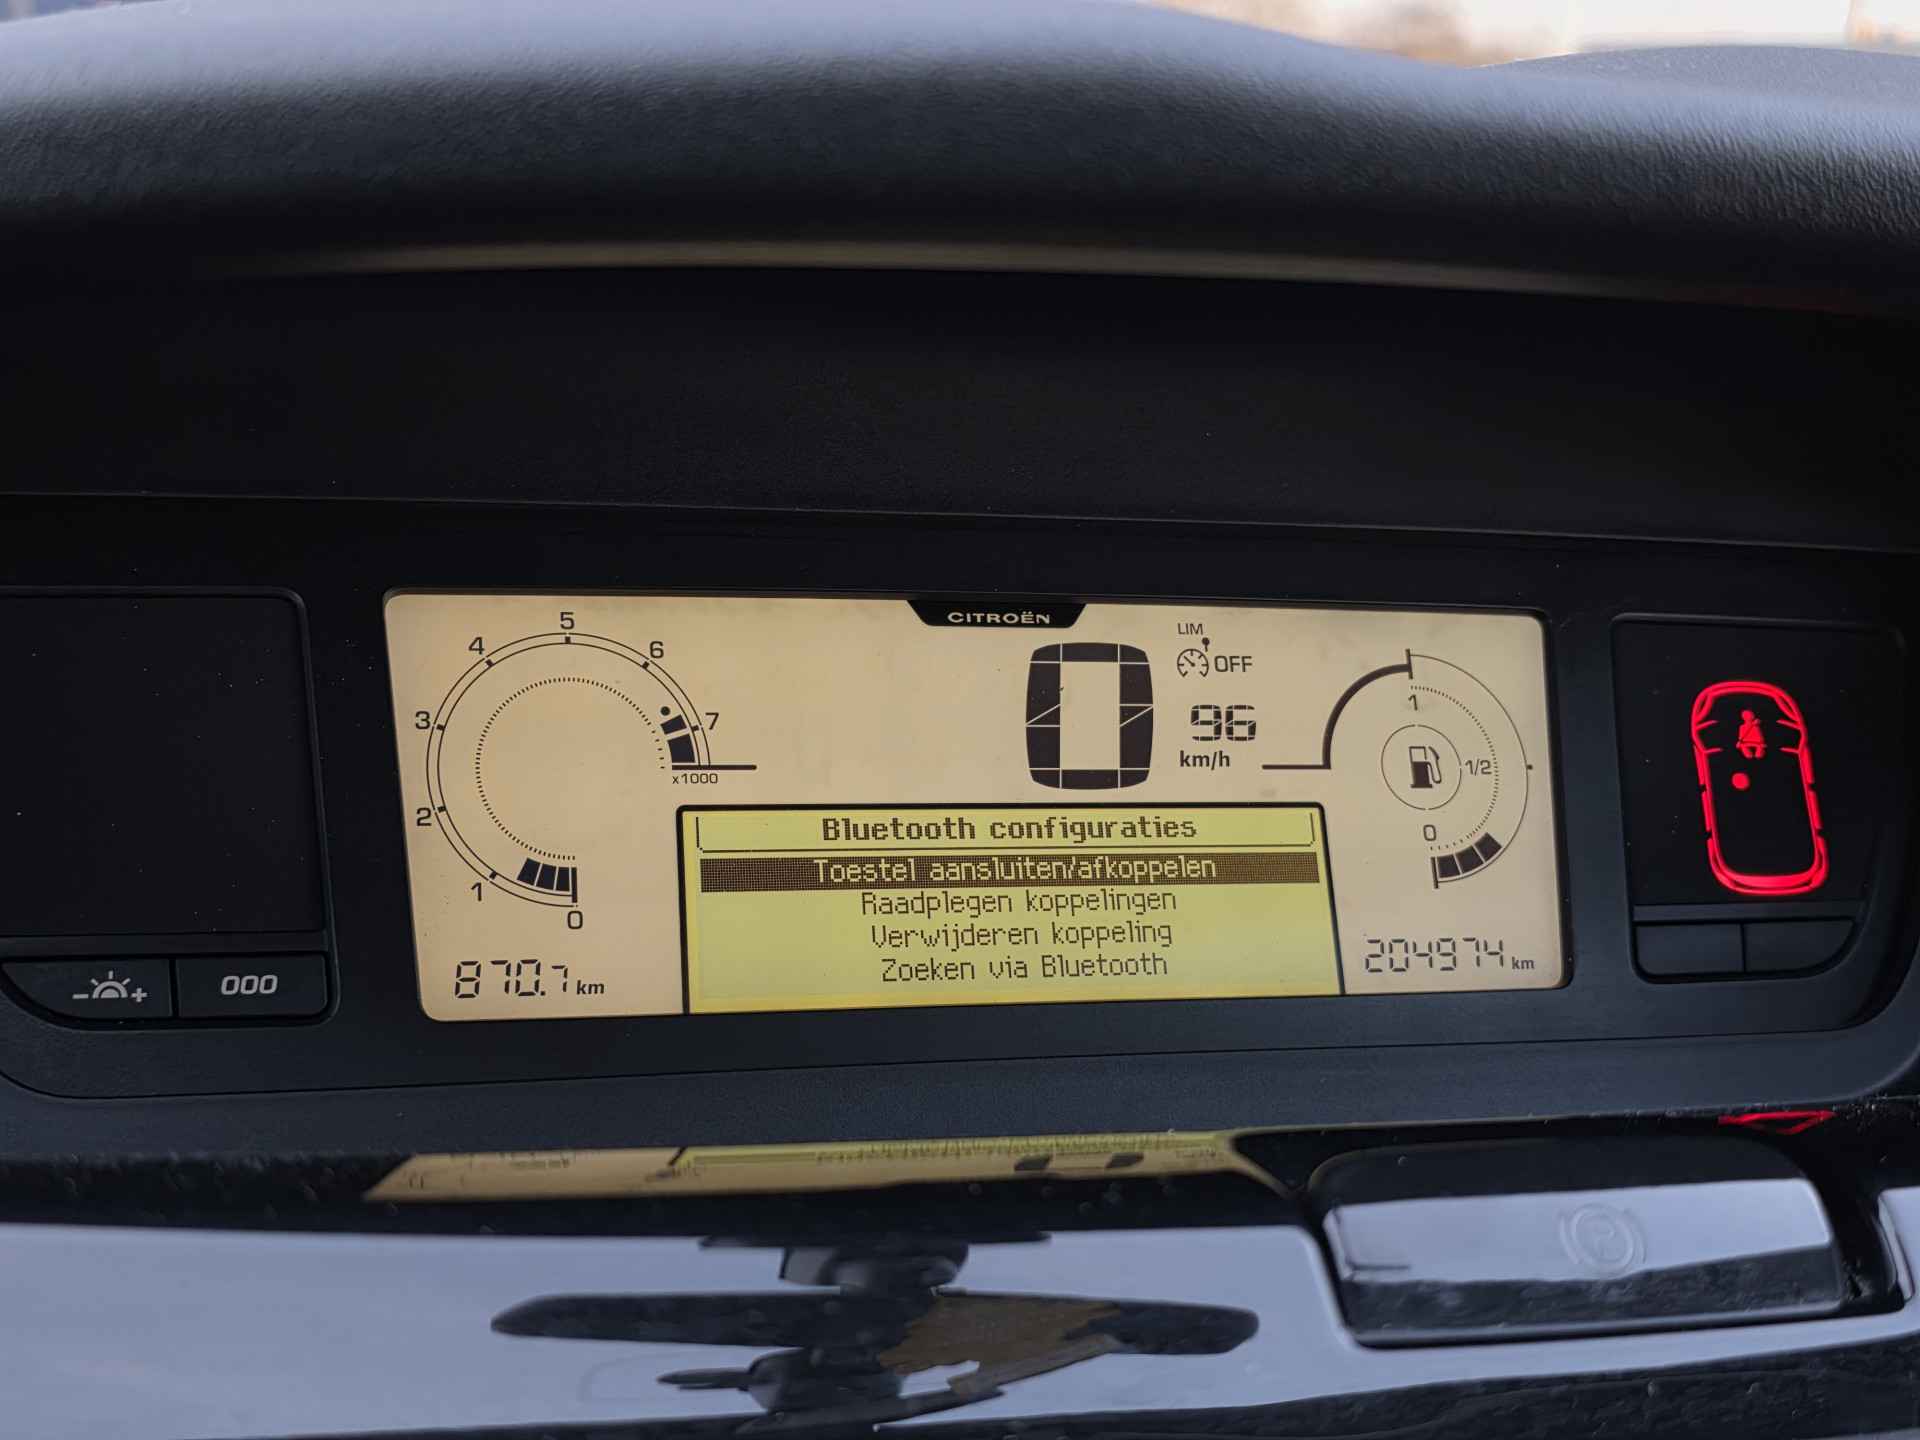 CITROËN
5
4
6
3
7
x1000
2
1
0
LIM
OFF
0
96
km/h
1
1/2
0
Bluetooth configuraties
Toestel aansluiten/afkoppelen
Raadplegen koppelingen
Verwijderen koppeling
Zoeken via Bluetooth
870.7 km
204974 km
- +
000
P